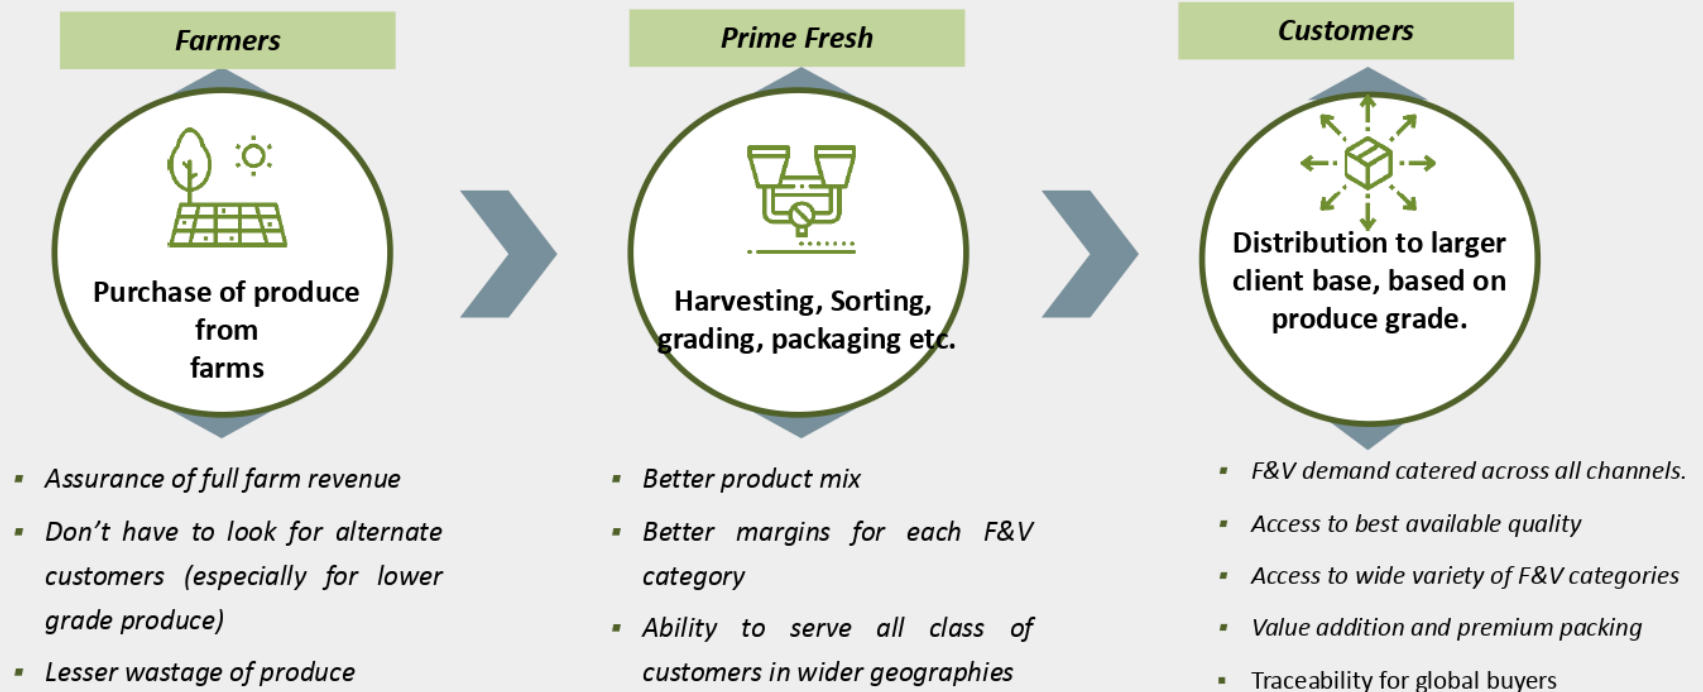 Farmers
Purchase of produce
from
farms
▪ Assurance of full farm revenue
▪ Don’t have to look for alternate
customers (especially for lower
grade produce)
▪ Lesser wastage of produce
Prime Fresh
Harvesting, Sorting,
grading, packaging etc.
▪ Better product mix
▪ Better margins for each F&V
category
▪ Ability to serve all class of
customers in wider geographies
Customers
Distribution to larger
client base, based on
produce grade.
▪ F&V demand catered across all channels.
▪ Access to best available quality
▪ Access to wide variety of F&V categories
▪ Value addition and premium packing
▪ Traceability for global buyers